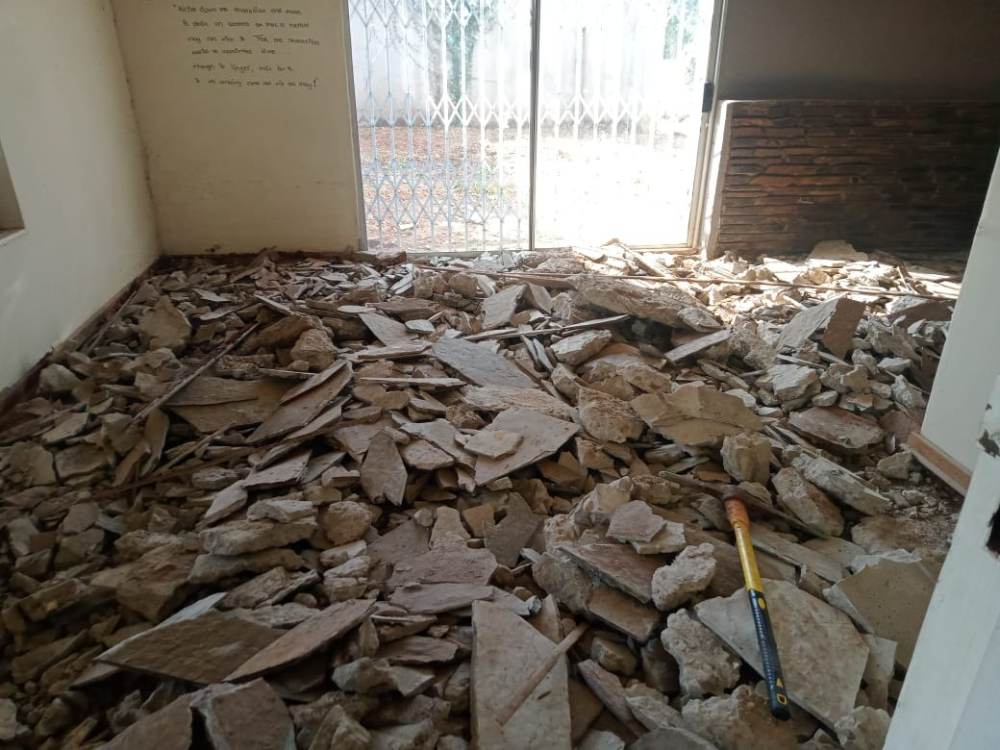 "Write down the revelation and make
it plain on tablets so that a herald
may run with it. For the revelation
awaits an appointed time
though it linger, wait for it,
it will certainly come and will not delay!"